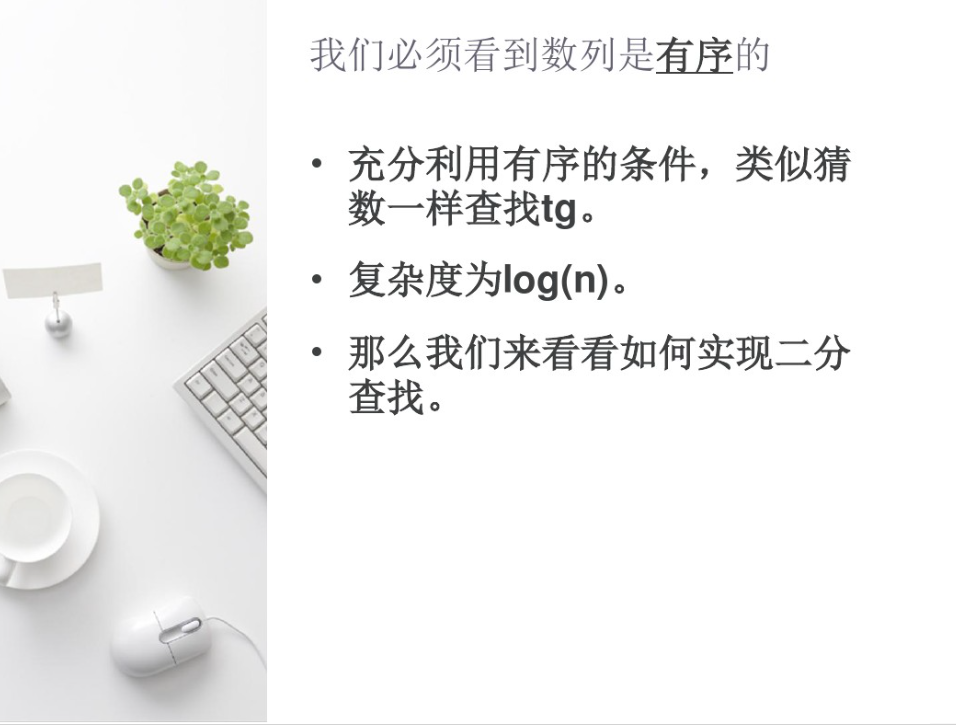 我们必须看到数列是有序的
• 充分利用有序的条件，类似猜
数一样查找tg。
• 复杂度为log(n)。
• 那么我们来看看如何实现二分
查找。